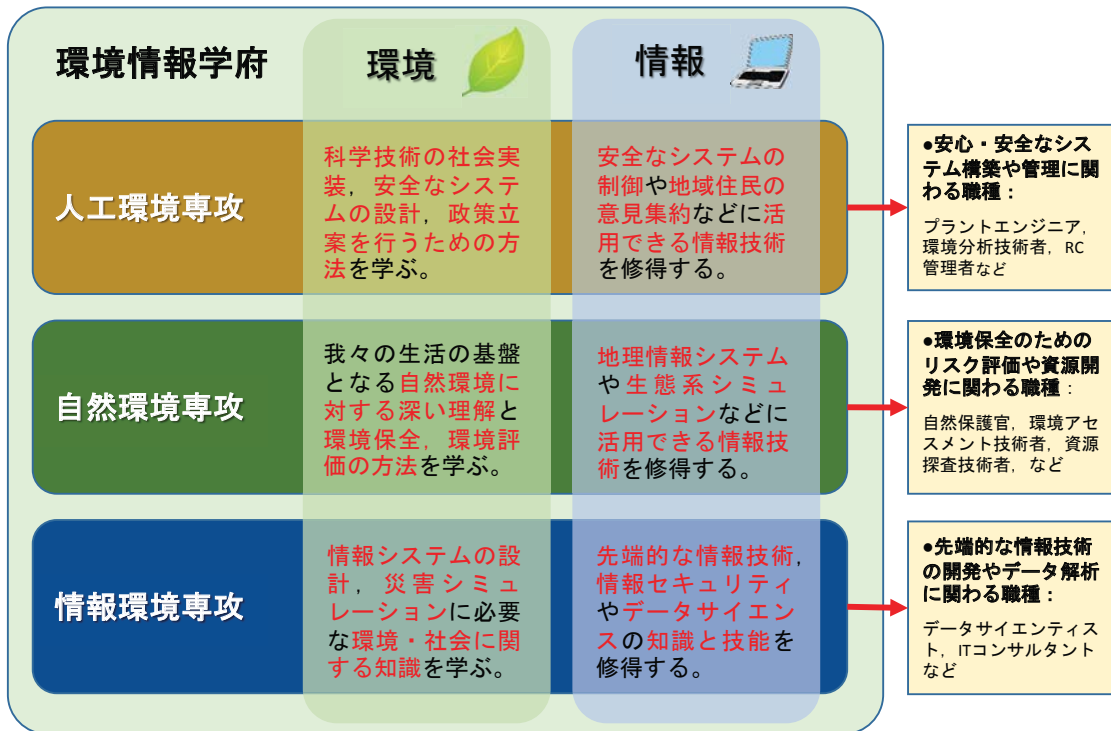 環境情報学府
環境
情報
人工環境専攻
科学技術の社会実
装，安全なシステ
ムの設計，政策立
案を行うための方
法を学ぶ。
安全なシステムの
制御や地域住民の
意見集約などに活
用できる情報技術
を修得する。
●安心・安全なシス
テム構築や管理に関
わる職種：
プラントエンジニア，
環境分析技術者，RC
管理者など
自然環境専攻
我々の生活の基盤
となる自然環境に
対する深い理解と
環境保全，環境評
価の方法を学ぶ。
地理情報システム
や生態系シミュ
レーションなどに
活用できる情報技
術を修得する。
●環境保全のための
リスク評価や資源開
発に関わる職種：
自然保護官，環境アセ
スメント技術者，資源
探査技術者，など
情報環境専攻
情報システムの設
計，災害シミュ
レーションに必要
な環境・社会に関
する知識を学ぶ。
先端的な情報技術，
情報セキュリティ
やデータサイエン
スの知識と技能を
修得する。
●先端的な情報技術
の開発やデータ解析
に関わる職種：
データサイエンティス
ト，ITコンサルタント
など